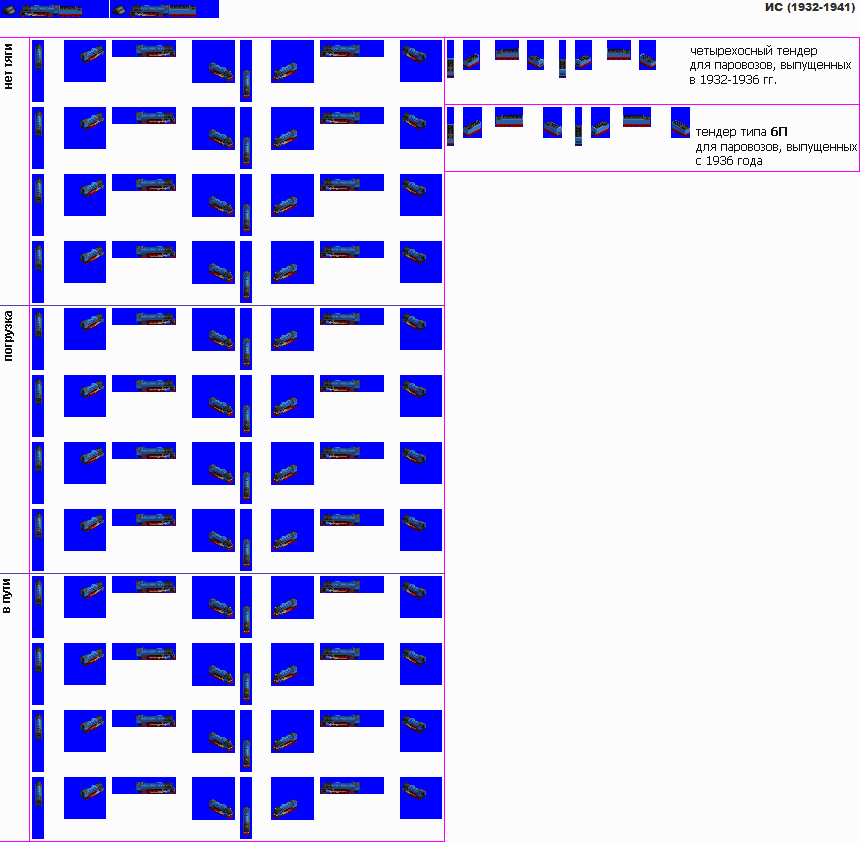 ИС (1932-1941)
нет тяги
четырехосный тендер
для паровозов, выпущенных
в 1932-1936 гг.
тендер типа 6П
для паровозов, выпущенных
с 1936 года
погрузка
в пути